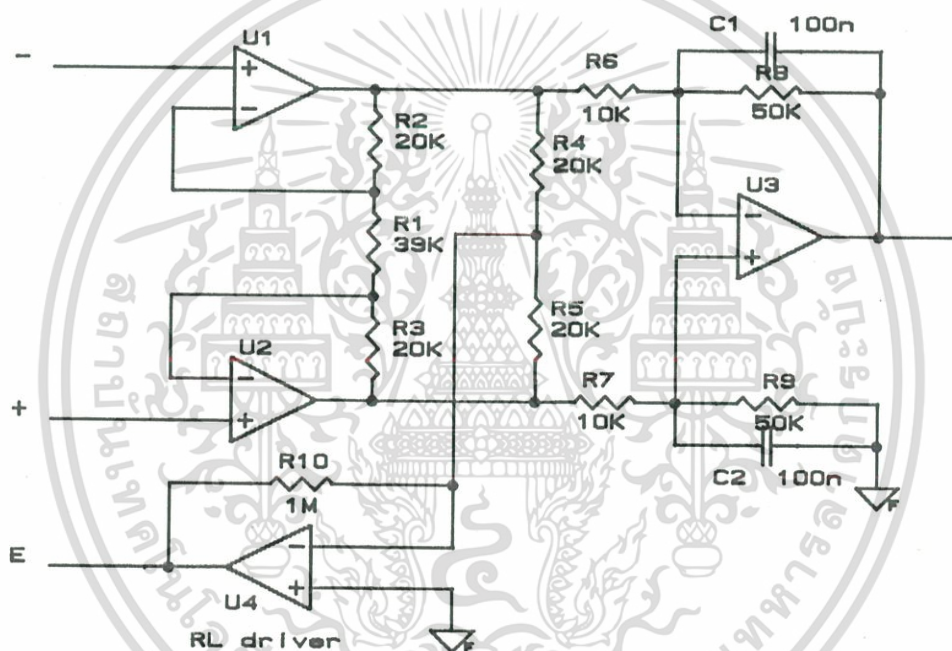 C1 100n
U1
-
+
-
R6
10K
R8
50K
R2
20K
R4
20K
U3
-
+
R1
39K
R5
20K
R3
20K
U2
-
+
+
R7
10K
R9
50K
C2 100n
F
R10
1M
E
-
+
U4
F
RL driver